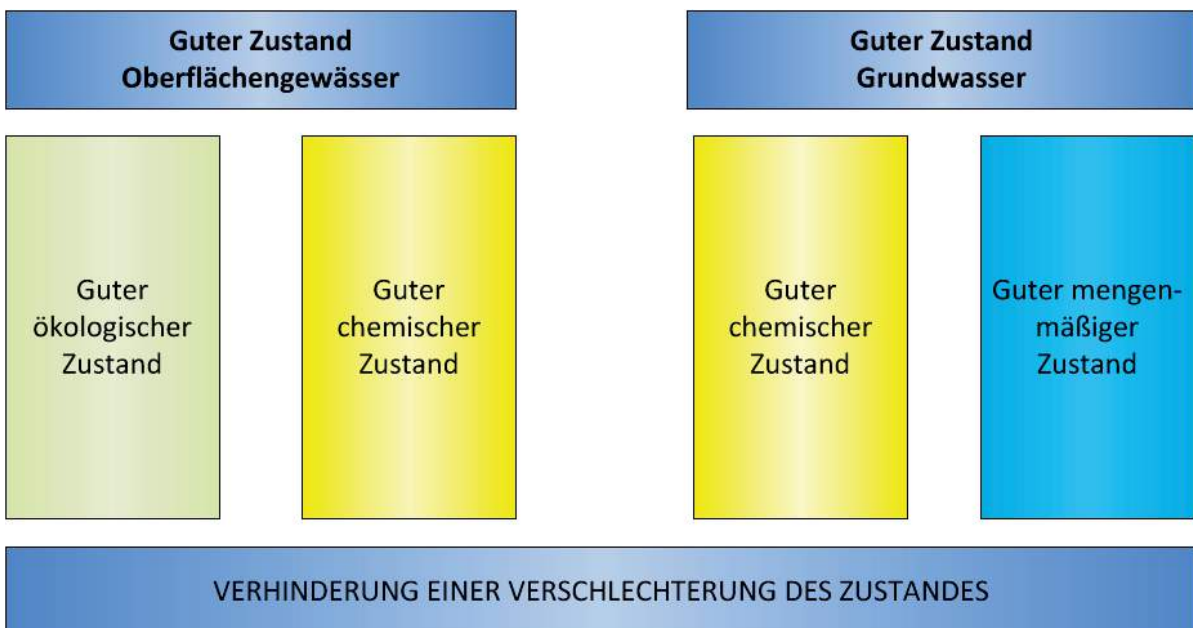 Guter Zustand
Oberflächengewässer
Guter Zustand
Grundwasser
Guter
ökologischer
Zustand
Guter
chemischer
Zustand
Guter
chemischer
Zustand
Guter mengen-
mäßiger
Zustand
VERHINDERUNG EINER VERSCHLECHTERUNG DES ZUSTANDES